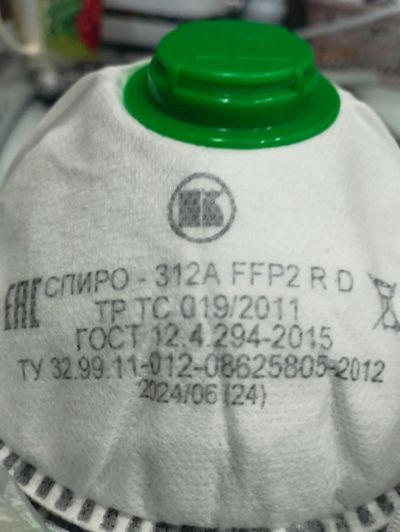 ЕАС СПИРО - 312А FFP2 R D
ТР ТС 019/2011
ГОСТ 12.4.294-2015
ТУ 32.99.11-012-08625805-2012
2024/06 (24)